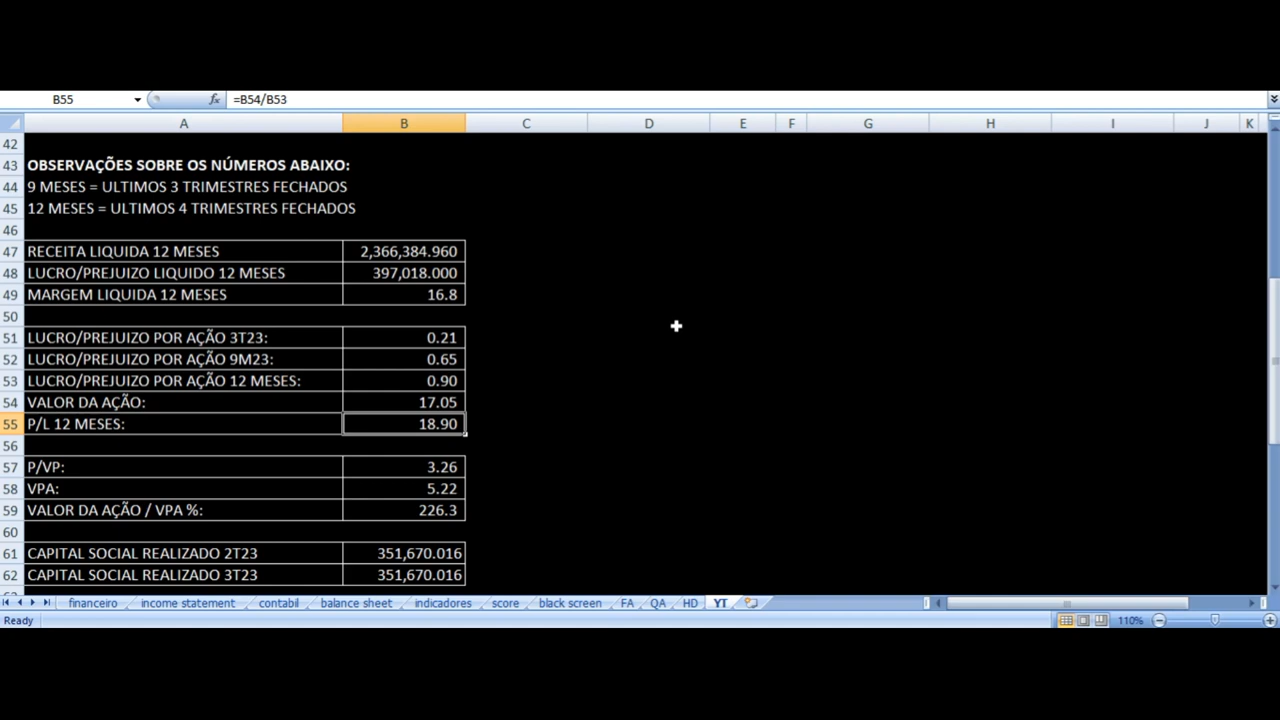 B55 fx =B54/B53
A B C D E F G H I J K
42
43 OBSERVAÇÕES SOBRE OS NÚMEROS ABAIXO:
44 9 MESES = ULTIMOS 3 TRIMESTRES FECHADOS
45 12 MESES = ULTIMOS 4 TRIMESTRES FECHADOS
46
47 RECEITA LIQUIDA 12 MESES 2,366,384.960
48 LUCRO/PREJUIZO LIQUIDO 12 MESES 397,018.000
49 MARGEM LIQUIDA 12 MESES 16.8
50
51 LUCRO/PREJUIZO POR AÇÃO 3T23: 0.21
52 LUCRO/PREJUIZO POR AÇÃO 9M23: 0.65
53 LUCRO/PREJUIZO POR AÇÃO 12 MESES: 0.90
54 VALOR DA AÇÃO: 17.05
55 P/L 12 MESES: 18.90
56
57 P/VP: 3.26
58 VPA: 5.22
59 VALOR DA AÇÃO / VPA %: 226.3
60
61 CAPITAL SOCIAL REALIZADO 2T23 351,670.016
62 CAPITAL SOCIAL REALIZADO 3T23 351,670.016
financeiro income statement contabil balance sheet indicadores score black screen FA QA HD YT
Ready 110%